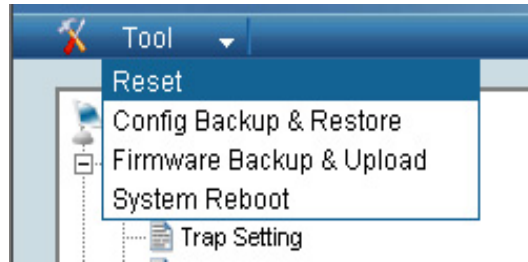 Tool
Reset
Config Backup & Restore
Firmware Backup & Upload
System Reboot
Trap Setting